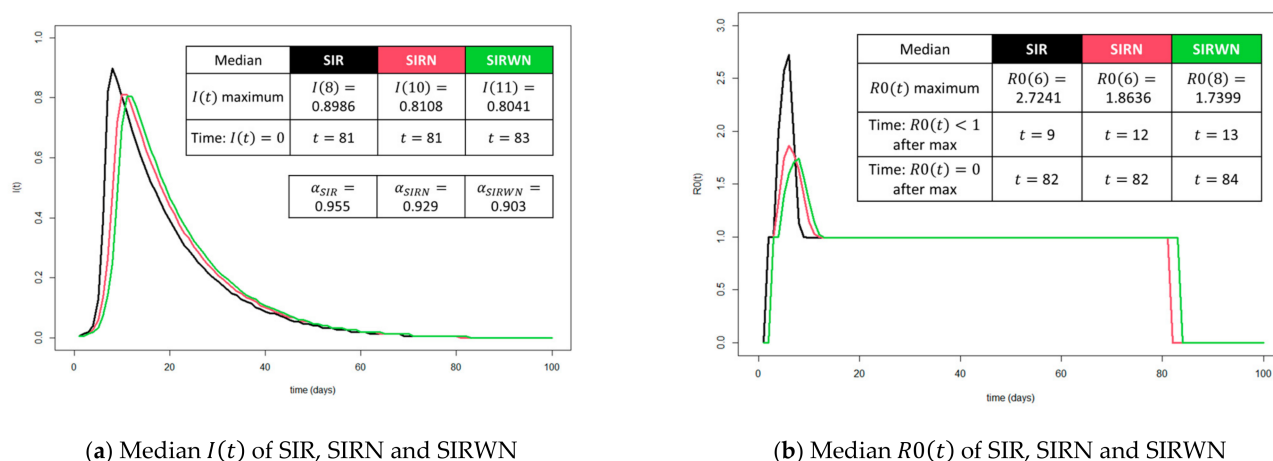 1.0
0.8
0.6
0.4
0.2
0.0
I(t)
0 20 40 60 80 100
time (days)
Median SIR SIRN SIRWN
I(t) maximum I(8) = 0.8986 I(10) = 0.8108 I(11) = 0.8041
Time: I(t) = 0 t = 81 t = 81 t = 83
α_SIR = 0.955 α_SIRN = 0.929 α_SIRWN = 0.903
(a) Median I(t) of SIR, SIRN and SIRWN
3.0
2.5
2.0
1.5
1.0
0.5
0.0
R0(t)
0 20 40 60 80 100
time (days)
Median SIR SIRN SIRWN
R0(t) maximum R0(6) = 2.7241 R0(6) = 1.8636 R0(8) = 1.7399
Time: R0(t) < 1 after max t = 9 t = 12 t = 13
Time: R0(t) = 0 after max t = 82 t = 82 t = 84
(b) Median R0(t) of SIR, SIRN and SIRWN